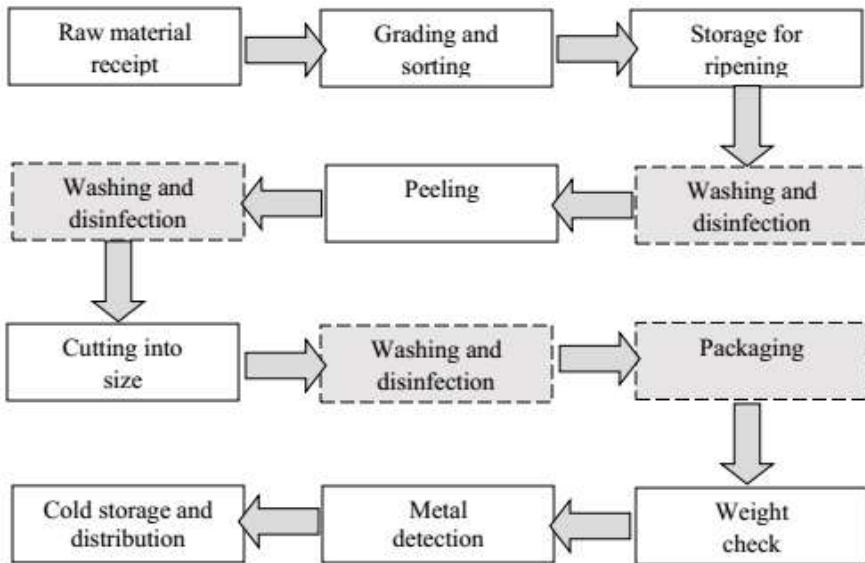 Raw material
receipt
Grading and
sorting
Storage for
ripening
Washing and
disinfection
Peeling
Washing and
disinfection
Cutting into
size
Washing and
disinfection
Packaging
Weight
check
Metal
detection
Cold storage and
distribution